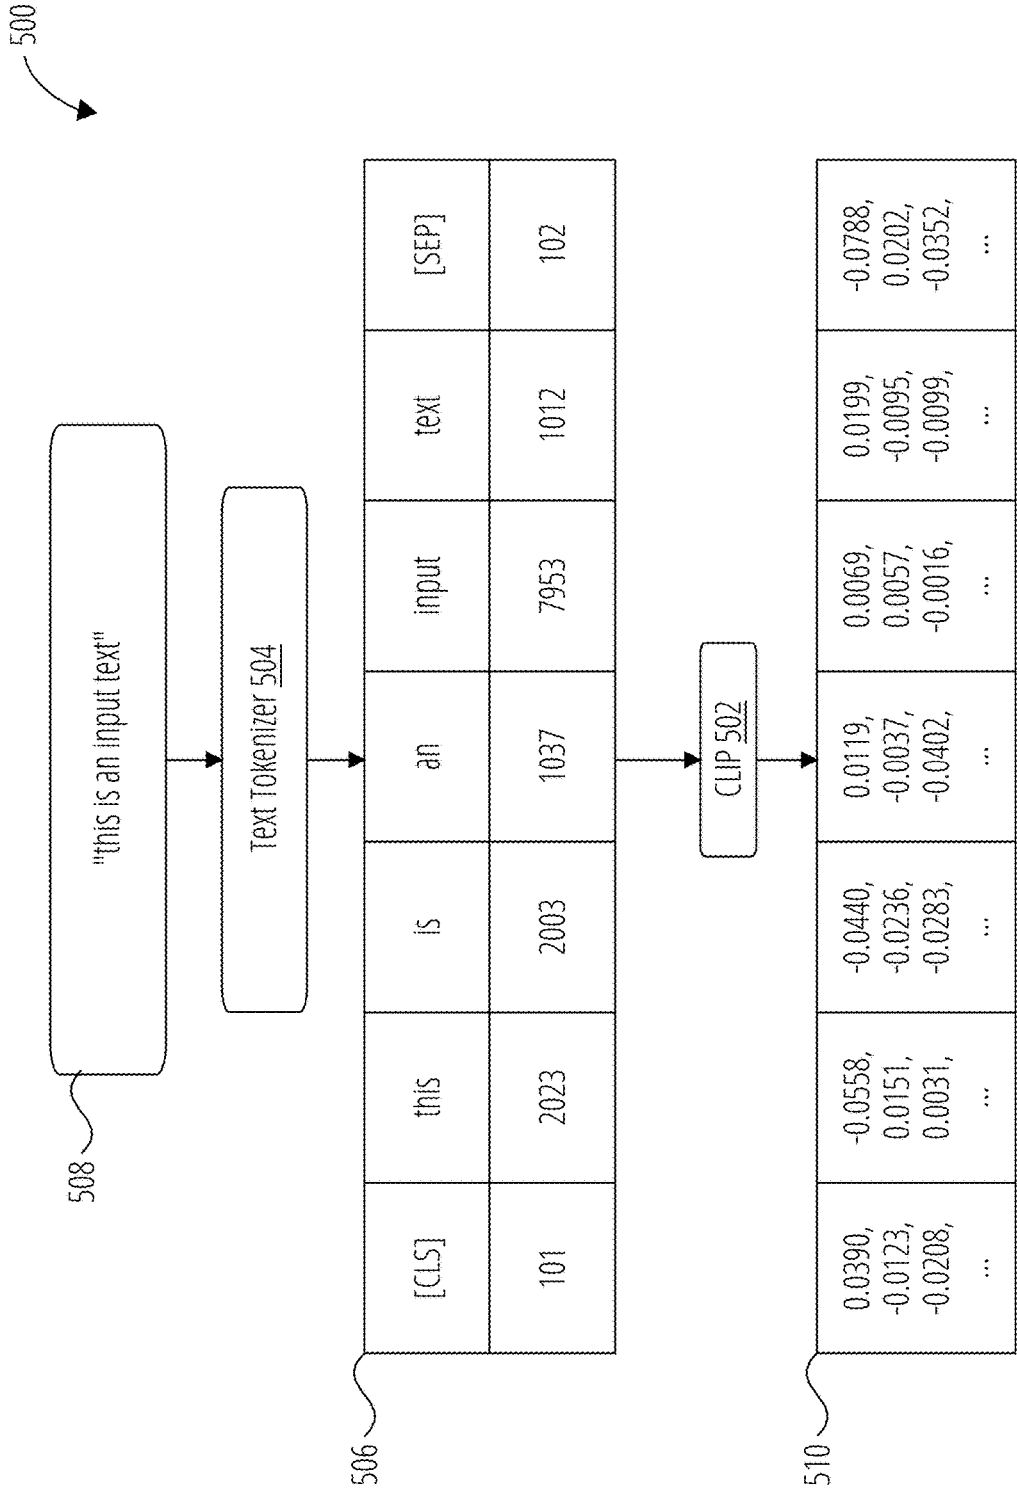 500
508
"this is an input text"
Text Tokenizer 504
506
[CLS] this is an input text [SEP]
101 2023 2003 1037 7953 1012 102
CLIP 502
510
0.0390, -0.0558, -0.0440, 0.0119, 0.0069, 0.0199, -0.0788,
-0.0123, 0.0151, -0.0236, -0.0037, 0.0057, -0.0095, 0.0202,
-0.0208, 0.0031, -0.0283, -0.0402, -0.0016, -0.0099, -0.0352,
... ... ... ... ... ... ...